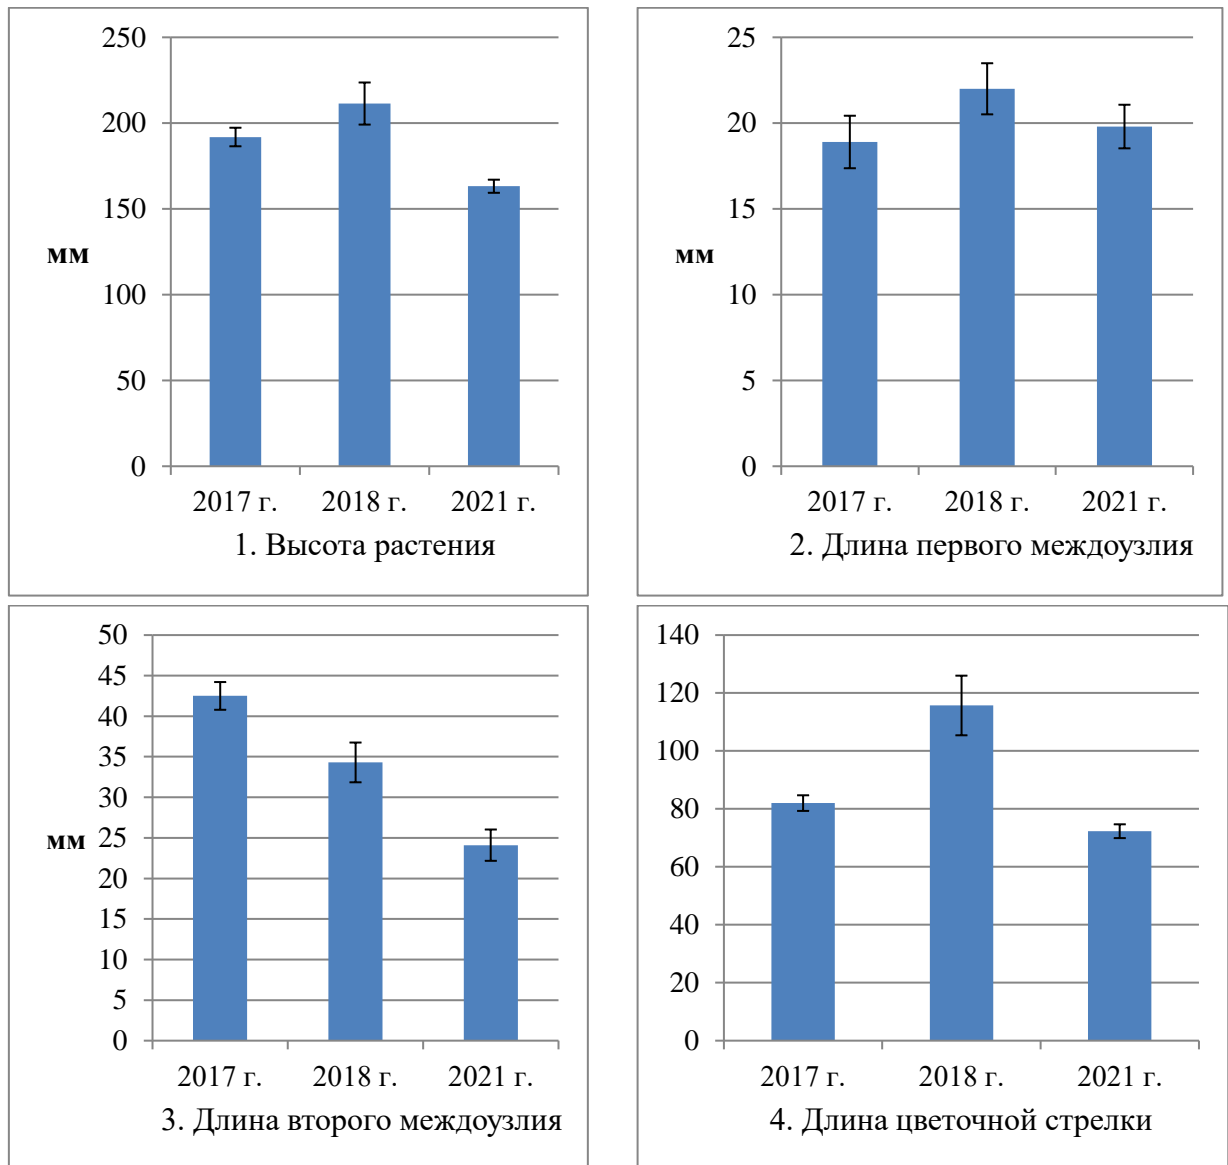 250
200
150
100
50
0
мм
2017 г. 2018 г. 2021 г.
1. Высота растения
25
20
15
10
5
0
мм
2017 г. 2018 г. 2021 г.
2. Длина первого междоузлия
50
45
40
35
30
25
20
15
10
5
0
мм
2017 г. 2018 г. 2021 г.
3. Длина второго междоузлия
140
120
100
80
60
40
20
0
2017 г. 2018 г. 2021 г.
4. Длина цветочной стрелки